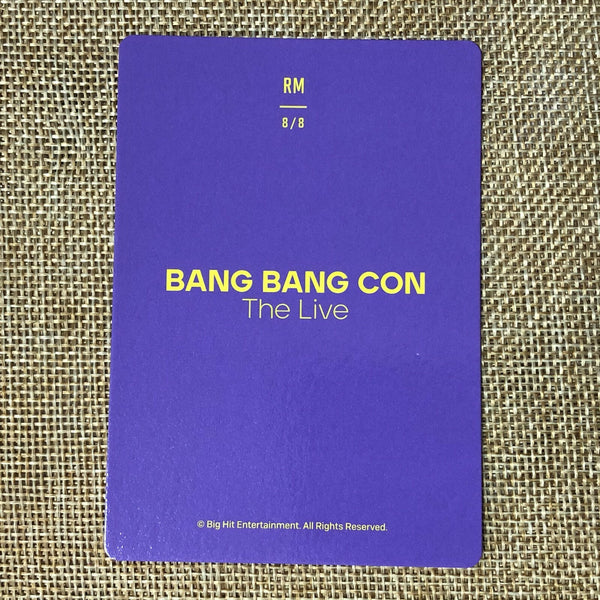 RM
8/8
BANG BANG CON
The Live
© Big Hit Entertainment. All Rights Reserved.